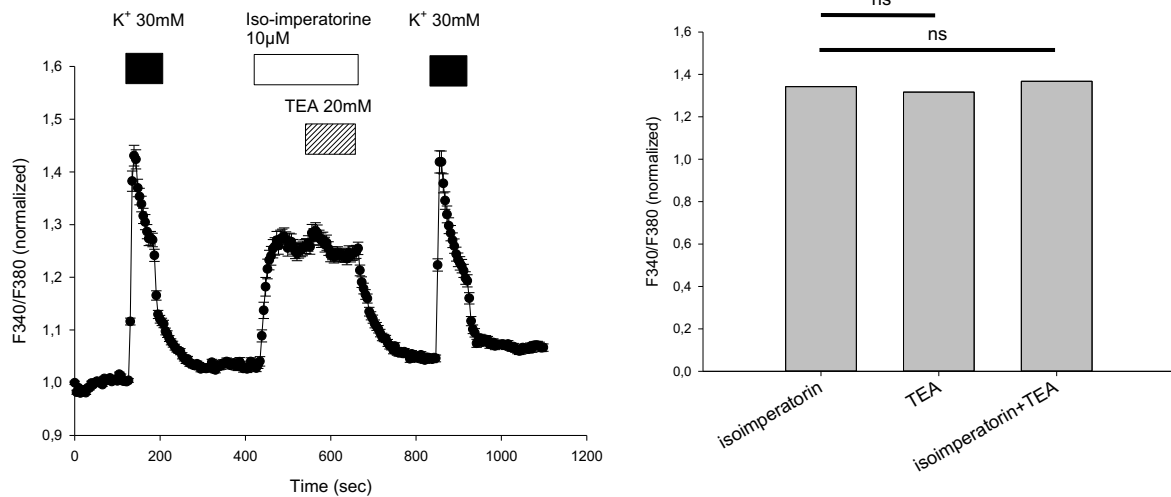 K⁺ 30mM
Iso-imperatorine
10µM
K⁺ 30mM
TEA 20mM
F340/F380 (normalized)
1,6
1,5
1,4
1,3
1,2
1,1
1,0
0,9
0
200
400
600
800
1000
1200
Time (sec)
ns
ns
F340/F380 (normalized)
1,6
1,4
1,2
1,0
0,8
0,6
0,4
0,2
0,0
isoimperatorin
TEA
isoimperatorin+TEA